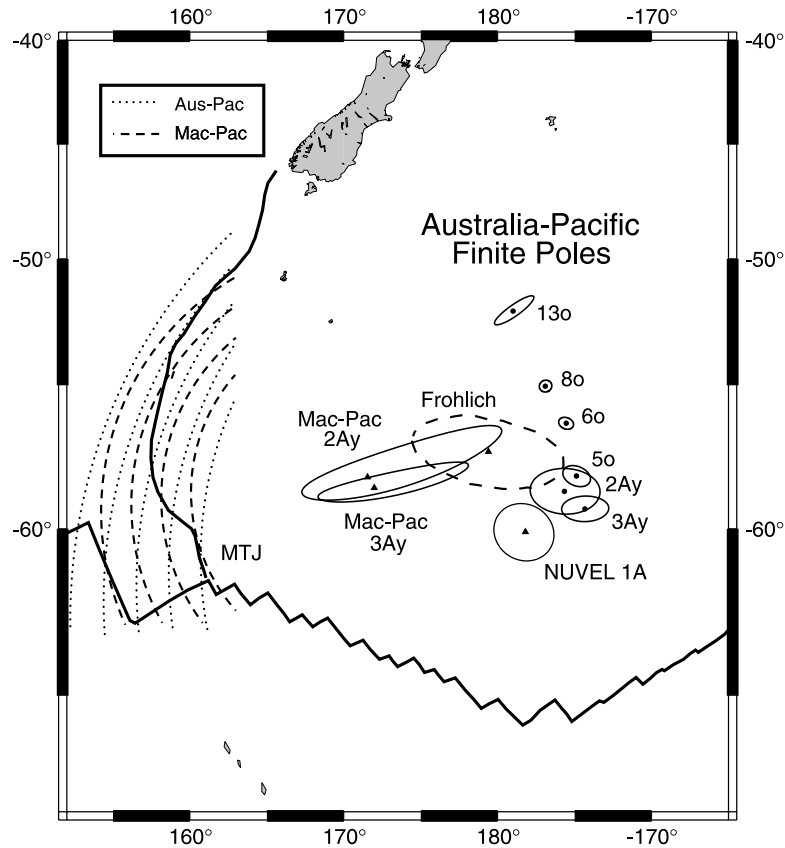 160°
170°
180°
-170°
-40°
-40°
Aus-Pac
Mac-Pac
Australia-Pacific
Finite Poles
-50°
-50°
13o
8o
Frohlich
6o
Mac-Pac
2Ay
5o
2Ay
3Ay
Mac-Pac
3Ay
-60°
-60°
MTJ
NUVEL 1A
160°
170°
180°
-170°